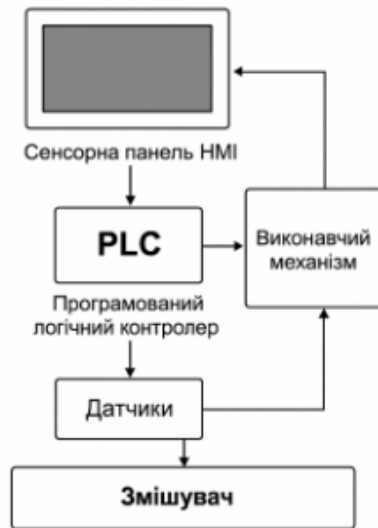 Сенсорна панель HMI
PLC
Виконавчий
механізм
Програмований
логічний контролер
Датчики
Змішувач